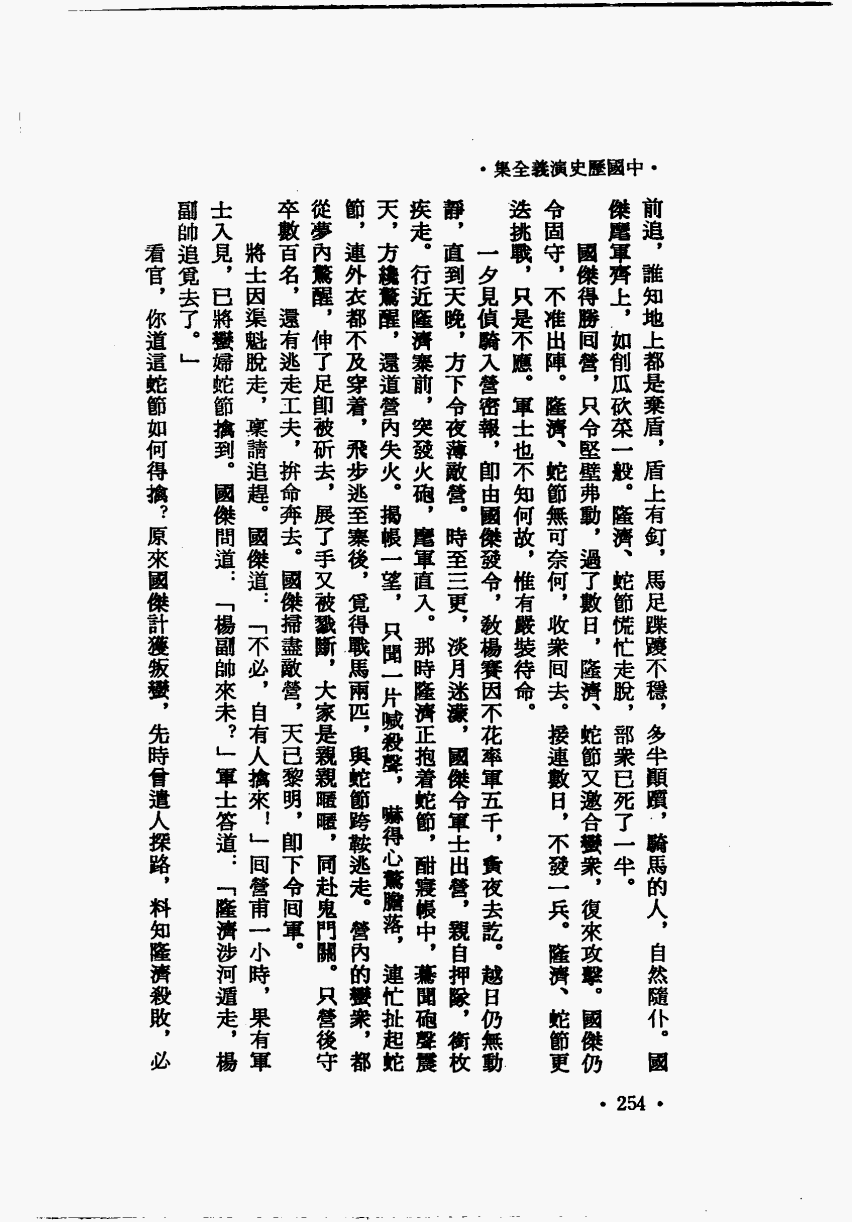 •中國歷史演義全集•
前追，誰知地上都是棄盾，盾上有釘，馬足蹀躞不穩，多半顛躓，騎馬的人，自然隨仆。國
傑麾軍齊上，如削瓜砍菜一般。隆濟、蛇節慌忙走脫，部衆已死了一半。
國傑得勝回營，只令堅壁弗動，過了數日，隆濟、蛇節又邀合蠻衆，復來攻擊。國傑仍
令固守，不准出陣。隆濟、蛇節無可奈何，收衆回去。接連數日，不發一兵。隆濟、蛇節更
迭挑戰，只是不應。軍士也不知何故，惟有嚴裝待命。
一夕見偵騎入營密報，卽由國傑發令，敎楊賽因不花率軍五千，夤夜去訖。越日仍無動
靜，直到天晚，方下令夜薄敵營。時至三更，淡月迷濛，國傑令軍士出營，親自押隊，銜枚
疾走。行近隆濟寨前，突發火砲，麾軍直入。那時隆濟正抱着蛇節，酣寢帳中，驀聞砲聲震
天，方纔驚醒，還道營內失火。揭帳一望，只聞一片喊殺聲，嚇得心驚膽落，連忙扯起蛇
節，連外衣都不及穿着，飛步逃至寨後，覓得戰馬兩匹，與蛇節跨鞍逃走。營內的蠻衆，都
從夢內驚醒，伸了足卽被斫去，展了手又被戮斷，大家是親親暱暱，同赴鬼門關。只營後守
卒數百名，還有逃走工夫，拚命奔去。國傑掃盡敵營，天已黎明，卽下令回軍。
將士因渠魁脫走，稟請追趕。國傑道：「不必，自有人擒來！」回營甫一小時，果有軍
士入見，已將蠻婦蛇節擒到。國傑問道：「楊副帥來未？」軍士答道：「隆濟涉河遁走，楊
副帥追覓去了。」
看官，你道這蛇節如何得擒？原來國傑計獲叛蠻，先時曾遣人探路，料知隆濟殺敗，必
•254•